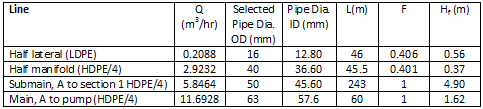 Line Q (m³/hr) Selected Pipe Dia. OD (mm) Pipe Dia. ID (mm) L(m) F Hf (m)
Half lateral (LDPE) 0.2088 16 12.80 46 0.406 0.56
Half manifold (HDPE/4) 2.9232 40 36.60 45.5 0.401 0.37
Submain, A to section 1 HDPE/4) 5.8464 50 45.60 243 1 4.90
Main, A to pump (HDPE/4) 11.6928 63 57.6 60 1 1.62